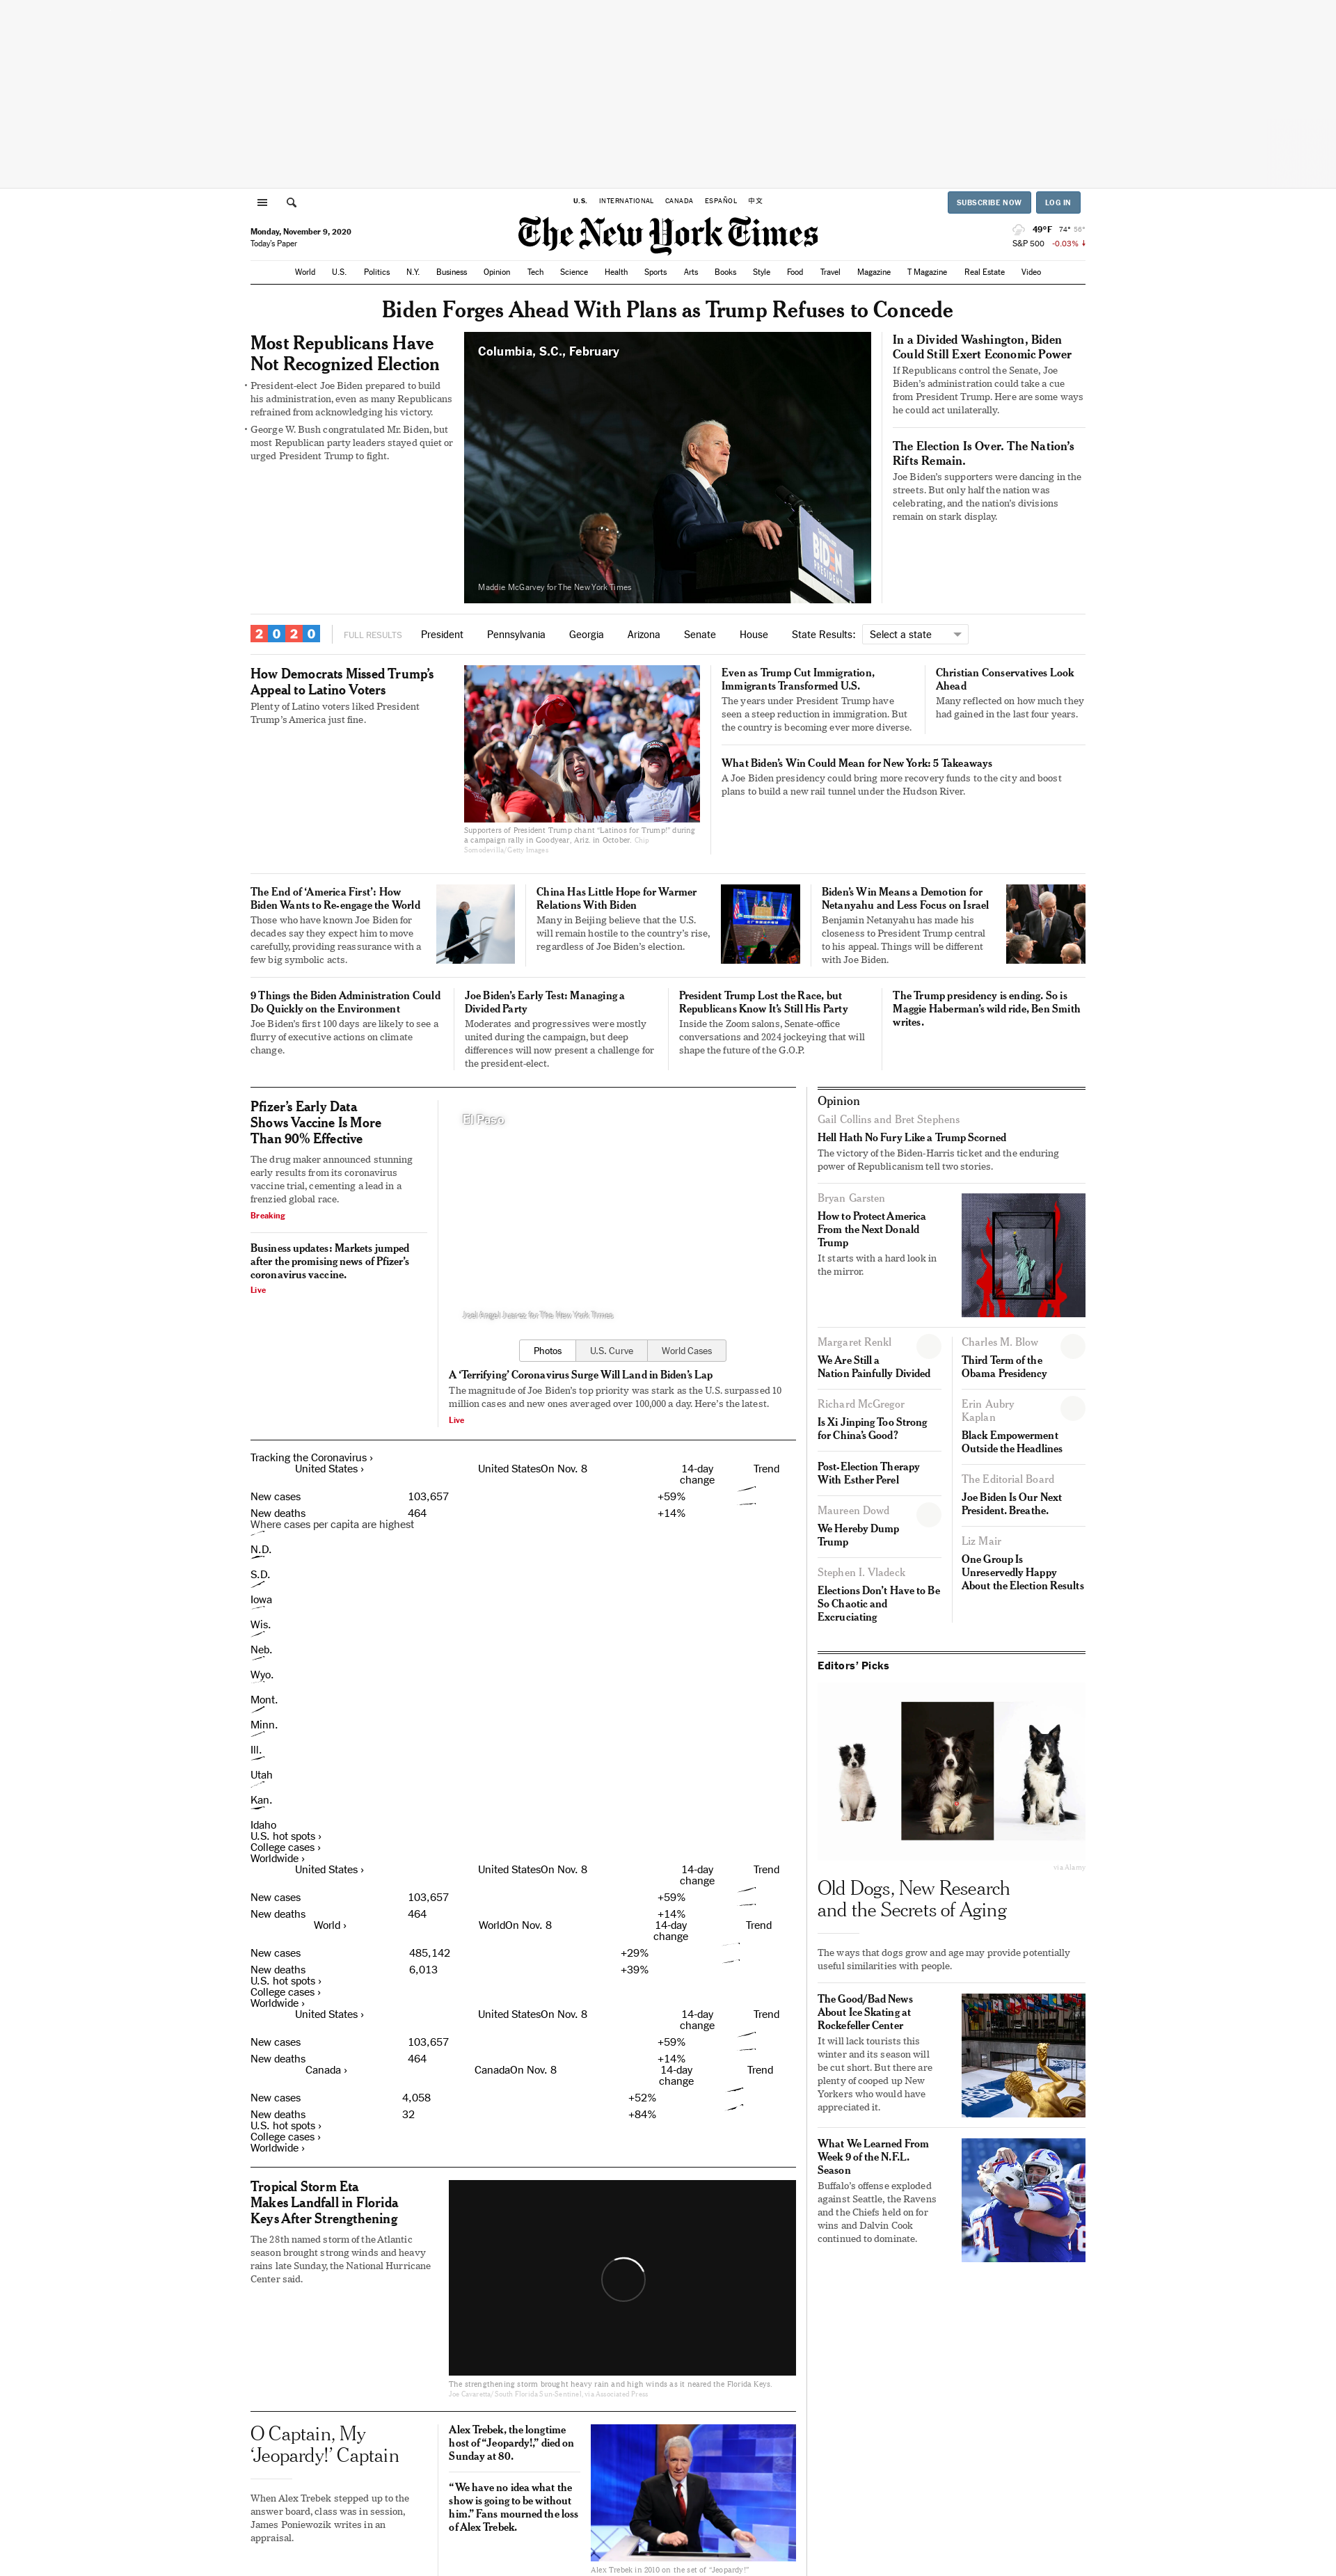 U.S. INTERNATIONAL CANADA ESPAÑOL 中文
SUBSCRIBE NOW LOG IN
Monday, November 9, 2020
Today's Paper
The New York Times
49°F 74° 56°
S&P 500 -0.03%
World U.S. Politics N.Y. Business Opinion Tech Science Health Sports Arts Books Style Food Travel Magazine T Magazine Real Estate Video
Biden Forges Ahead With Plans as Trump Refuses to Concede
Most Republicans Have
Not Recognized Election
• President-elect Joe Biden prepared to build
his administration, even as many Republicans
refrained from acknowledging his victory.
• George W. Bush congratulated Mr. Biden, but
most Republican party leaders stayed quiet or
urged President Trump to fight.
Columbia, S.C., February
BIDEN
PRESIDENT
Maddie McGarvey for The New York Times
In a Divided Washington, Biden
Could Still Exert Economic Power
If Republicans control the Senate, Joe
Biden's administration could take a cue
from President Trump. Here are some ways
he could act unilaterally.
The Election Is Over. The Nation's
Rifts Remain.
Joe Biden's supporters were dancing in the
streets. But only half the nation was
celebrating, and the nation's divisions
remain on stark display.
2020 FULL RESULTS President Pennsylvania Georgia Arizona Senate House State Results: Select a state
How Democrats Missed Trump's
Appeal to Latino Voters
Plenty of Latino voters liked President
Trump's America just fine.
Supporters of President Trump chant "Latinos for Trump!" during
a campaign rally in Goodyear, Ariz. in October. Chip
Somodevilla/Getty Images
Even as Trump Cut Immigration,
Immigrants Transformed U.S.
The years under President Trump have
seen a steep reduction in immigration. But
the country is becoming ever more diverse.
Christian Conservatives Look
Ahead
Many reflected on how much they
had gained in the last four years.
What Biden's Win Could Mean for New York: 5 Takeaways
A Joe Biden presidency could bring more recovery funds to the city and boost
plans to build a new rail tunnel under the Hudson River.
The End of 'America First': How
Biden Wants to Re-engage the World
Those who have known Joe Biden for
decades say they expect him to move
carefully, providing reassurance with a
few big symbolic acts.
China Has Little Hope for Warmer
Relations With Biden
Many in Beijing believe that the U.S.
will remain hostile to the country's rise,
regardless of Joe Biden's election.
Biden's Win Means a Demotion for
Netanyahu and Less Focus on Israel
Benjamin Netanyahu has made his
closeness to President Trump central
to his appeal. Things will be different
with Joe Biden.
9 Things the Biden Administration Could
Do Quickly on the Environment
Joe Biden's first 100 days are likely to see a
flurry of executive actions on climate
change.
Joe Biden's Early Test: Managing a
Divided Party
Moderates and progressives were mostly
united during the campaign, but deep
differences will now present a challenge for
the president-elect.
President Trump Lost the Race, but
Republicans Know It's Still His Party
Inside the Zoom salons, Senate-office
conversations and 2024 jockeying that will
shape the future of the G.O.P.
The Trump presidency is ending. So is
Maggie Haberman's wild ride, Ben Smith
writes.
Pfizer's Early Data
Shows Vaccine Is More
Than 90% Effective
The drug maker announced stunning
early results from its coronavirus
vaccine trial, cementing a lead in a
frenzied global race.
Breaking
Business updates: Markets jumped
after the promising news of Pfizer's
coronavirus vaccine.
Live
El Paso
Joel Angel Juarez for The New York Times
Photos U.S. Curve World Cases
A 'Terrifying' Coronavirus Surge Will Land in Biden's Lap
The magnitude of Joe Biden's top priority was stark as the U.S. surpassed 10
million cases and new ones averaged over 100,000 a day. Here's the latest.
Live
Tracking the Coronavirus ›
United States › United StatesOn Nov. 8 14-day Trend
change
New cases 103,657 +59%
New deaths 464 +14%
Where cases per capita are highest
N.D.
S.D.
Iowa
Wis.
Neb.
Wyo.
Mont.
Minn.
Ill.
Utah
Kan.
Idaho
U.S. hot spots ›
College cases ›
Worldwide ›
United States › United StatesOn Nov. 8 14-day Trend
change
New cases 103,657 +59%
New deaths 464 +14%
World › WorldOn Nov. 8 14-day Trend
change
New cases 485,142 +29%
New deaths 6,013 +39%
U.S. hot spots ›
College cases ›
Worldwide ›
United States › United StatesOn Nov. 8 14-day Trend
change
New cases 103,657 +59%
New deaths 464 +14%
Canada › CanadaOn Nov. 8 14-day Trend
change
New cases 4,058 +52%
New deaths 32 +84%
U.S. hot spots ›
College cases ›
Worldwide ›
Tropical Storm Eta
Makes Landfall in Florida
Keys After Strengthening
The 28th named storm of the Atlantic
season brought strong winds and heavy
rains late Sunday, the National Hurricane
Center said.
The strengthening storm brought heavy rain and high winds as it neared the Florida Keys.
Joe Cavaretta/South Florida Sun-Sentinel, via Associated Press
O Captain, My
'Jeopardy!' Captain
When Alex Trebek stepped up to the
answer board, class was in session,
James Poniewozik writes in an
appraisal.
Alex Trebek, the longtime
host of "Jeopardy!," died on
Sunday at 80.
"We have no idea what the
show is going to be without
him." Fans mourned the loss
of Alex Trebek.
Alex Trebek in 2010 on the set of "Jeopardy!"
Opinion
Gail Collins and Bret Stephens
Hell Hath No Fury Like a Trump Scorned
The victory of the Biden-Harris ticket and the enduring
power of Republicanism tell two stories.
Bryan Garsten
How to Protect America
From the Next Donald
Trump
It starts with a hard look in
the mirror.
Margaret Renkl
We Are Still a
Nation Painfully Divided
Richard McGregor
Is Xi Jinping Too Strong
for China's Good?
Post-Election Therapy
With Esther Perel
Maureen Dowd
We Hereby Dump
Trump
Stephen I. Vladeck
Elections Don't Have to Be
So Chaotic and
Excruciating
Charles M. Blow
Third Term of the
Obama Presidency
Erin Aubry
Kaplan
Black Empowerment
Outside the Headlines
The Editorial Board
Joe Biden Is Our Next
President. Breathe.
Liz Mair
One Group Is
Unreservedly Happy
About the Election Results
Editors' Picks
via Alamy
Old Dogs, New Research
and the Secrets of Aging
The ways that dogs grow and age may provide potentially
useful similarities with people.
The Good/Bad News
About Ice Skating at
Rockefeller Center
It will lack tourists this
winter and its season will
be cut short. But there are
plenty of cooped up New
Yorkers who would have
appreciated it.
What We Learned From
Week 9 of the N.F.L.
Season
Buffalo's offense exploded
against Seattle, the Ravens
and the Chiefs held on for
wins and Dalvin Cook
continued to dominate.